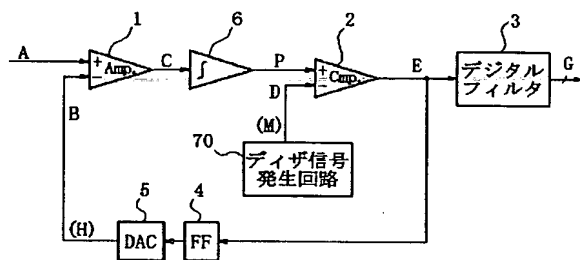 1
6
2
3
A
+
Amp.
−
C
∫
P
±
Cmp.
−
E
デジタル
フィルタ
G
B
D
(M)
70
ディザ信号
発生回路
5
4
(H)
DAC
FF